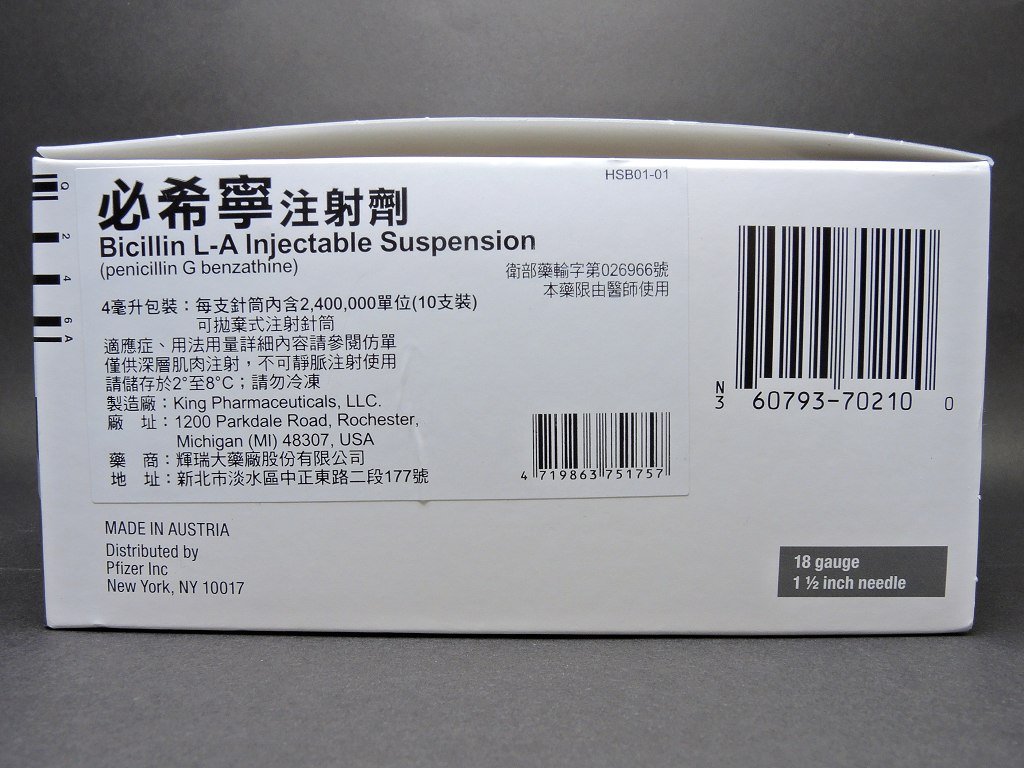 HSB01-01
必希寧注射劑
Bicillin L-A Injectable Suspension
(penicillin G benzathine)
衛部藥輸字第026966號
本藥限由醫師使用
4毫升包裝：每支針筒內含2,400,000單位(10支裝)
可拋棄式注射針筒
適應症、用法用量詳細內容請參閱仿單
僅供深層肌肉注射，不可靜脈注射使用
請儲存於2°至8°C；請勿冷凍
製造廠：King Pharmaceuticals, LLC.
廠　址：1200 Parkdale Road, Rochester,
Michigan (MI) 48307, USA
藥　商：輝瑞大藥廠股份有限公司
地　址：新北市淡水區中正東路二段177號
4 719863 751757
N
3 60793-70210 0
MADE IN AUSTRIA
Distributed by
Pfizer Inc
New York, NY 10017
18 gauge
1 ½ inch needle
0 2 4 6 A